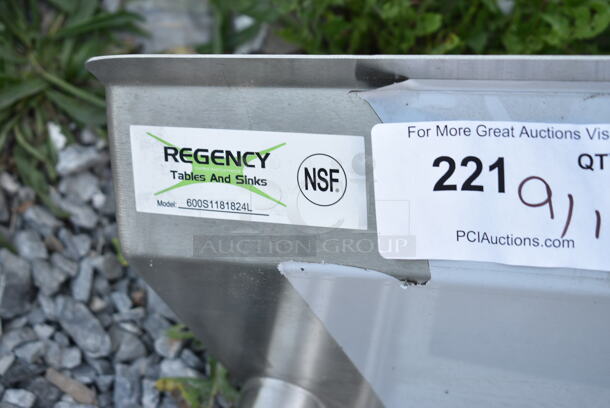 REGENCY
Tables And Sinks
Model: 600S1181824L
NSF®
For More Great Auctions Vis
221
QT
9/1
PCIAuctions.com
PCI
AUCTION GROUP